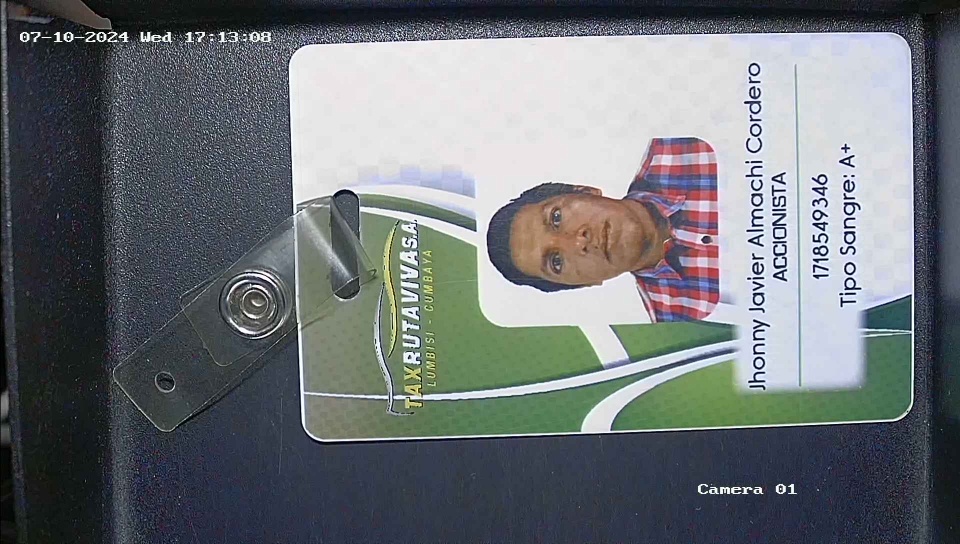 07-10-2024 Wed 17:13:08
TAXRUTAVIVAS.A.
LUMBISI - CUMBAYA
Jhonny Javier Almachi Cordero
ACCIONISTA
1718549346
Tipo Sangre: A+
Camera 01